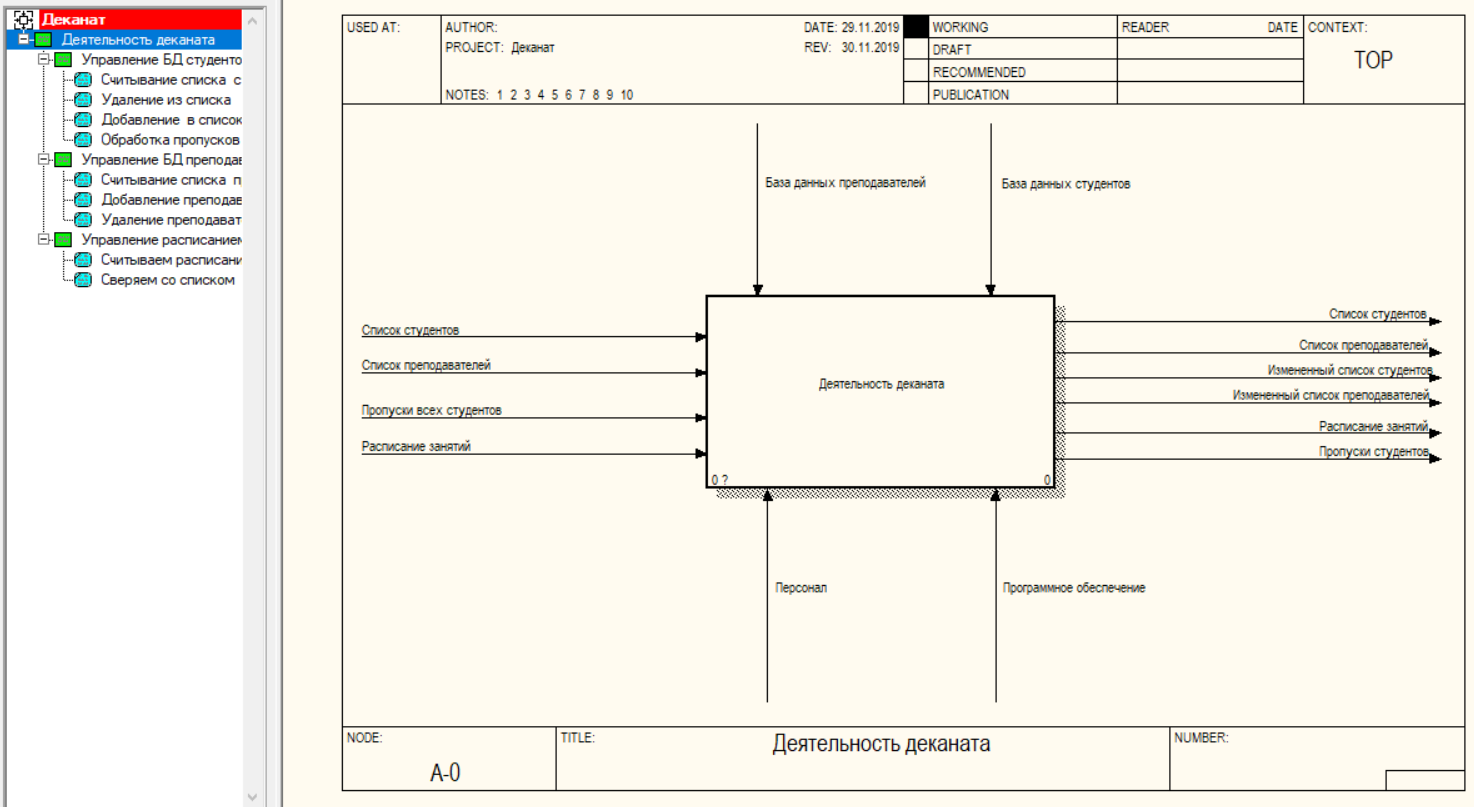 Деканат
Деятельность деканата
Управление БД студенто
Считывание списка с
Удаление из списка
Добавление в список
Обработка пропусков
Управление БД преподав
Считывание списка п
Добавление преподав
Удаление преподават
Управление расписанием
Считываем расписани
Сверяем со списком
USED AT:
AUTHOR:
DATE: 29.11.2019
PROJECT: Деканат
REV: 30.11.2019
NOTES: 1 2 3 4 5 6 7 8 9 10
WORKING
DRAFT
RECOMMENDED
PUBLICATION
READER DATE
CONTEXT:
TOP
База данных преподавателей
База данных студентов
Список студентов
Список преподавателей
Пропуски всех студентов
Расписание занятий
Деятельность деканата
0 ? 0
Список студентов
Список преподавателей
Измененный список студентов
Измененный список преподавателей
Расписание занятий
Пропуски студентов
Персонал
Программное обеспечение
NODE:
A-0
TITLE:
Деятельность деканата
NUMBER: